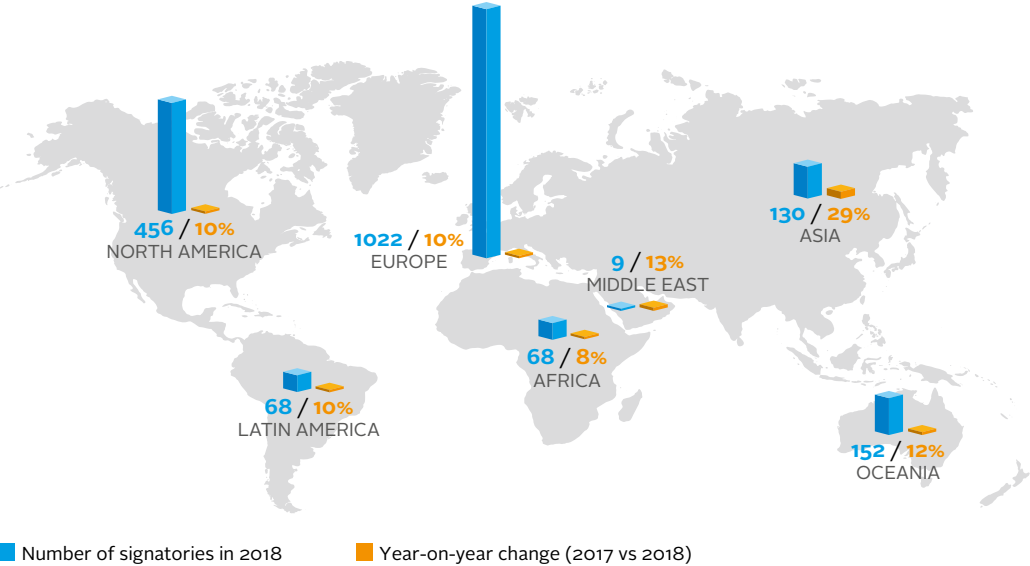 456 / 10%
NORTH AMERICA
1022 / 10%
EUROPE
130 / 29%
ASIA
9 / 13%
MIDDLE EAST
68 / 8%
AFRICA
68 / 10%
LATIN AMERICA
152 / 12%
OCEANIA
Number of signatories in 2018
Year-on-year change (2017 vs 2018)